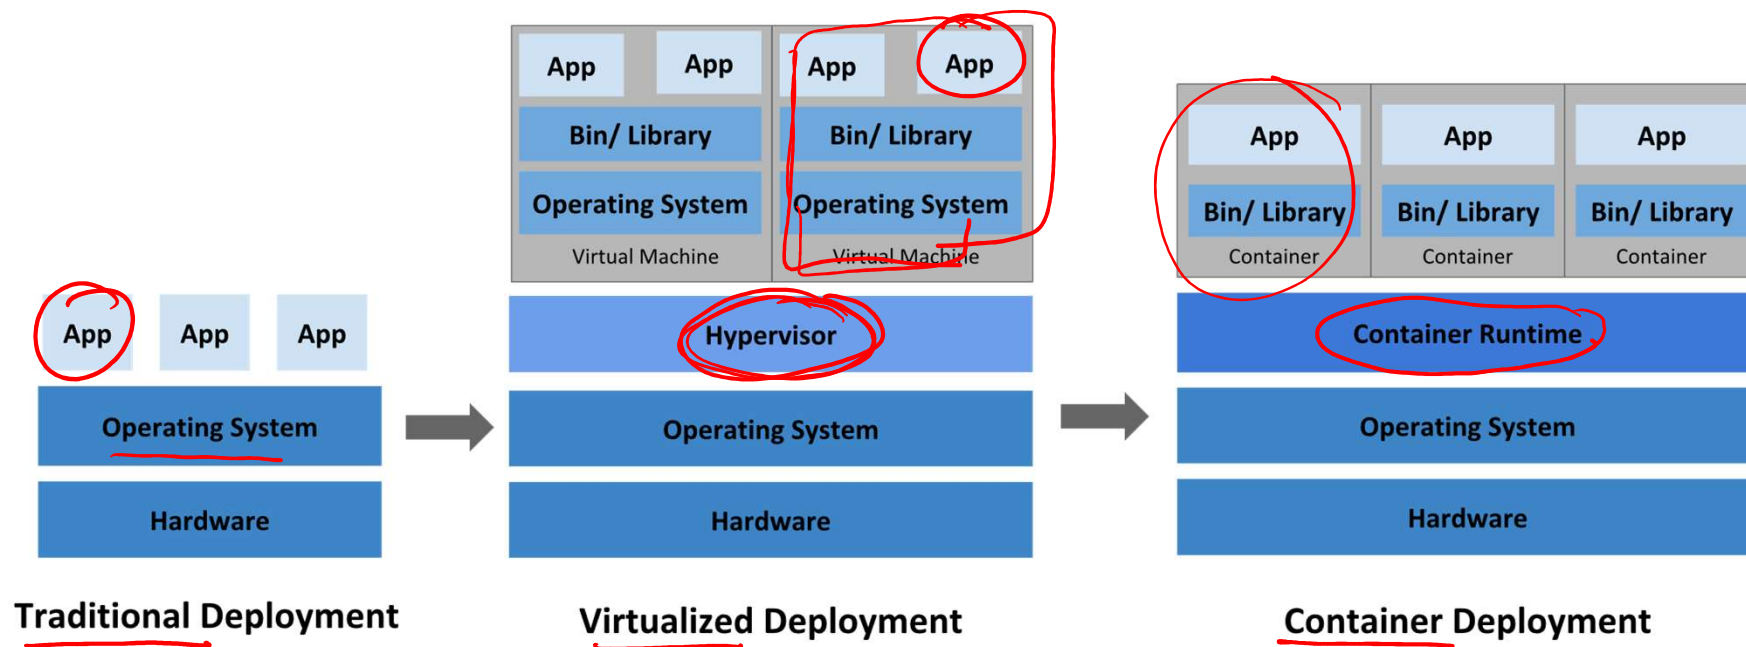 App
App
App
Operating System
Hardware
Traditional Deployment
App
App
Bin/ Library
Operating System
Virtual Machine
App
App
Bin/ Library
Operating System
Virtual Machine
Hypervisor
Operating System
Hardware
Virtualized Deployment
App
Bin/ Library
Container
App
Bin/ Library
Container
App
Bin/ Library
Container
Container Runtime
Operating System
Hardware
Container Deployment